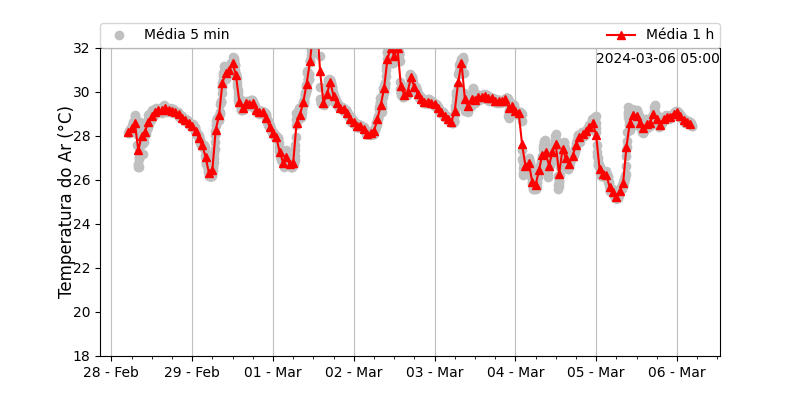 Média 5 min
Média 1 h
2024-03-06 05:00
Temperatura do Ar (°C)
32
30
28
26
24
22
20
18
28 - Feb
29 - Feb
01 - Mar
02 - Mar
03 - Mar
04 - Mar
05 - Mar
06 - Mar